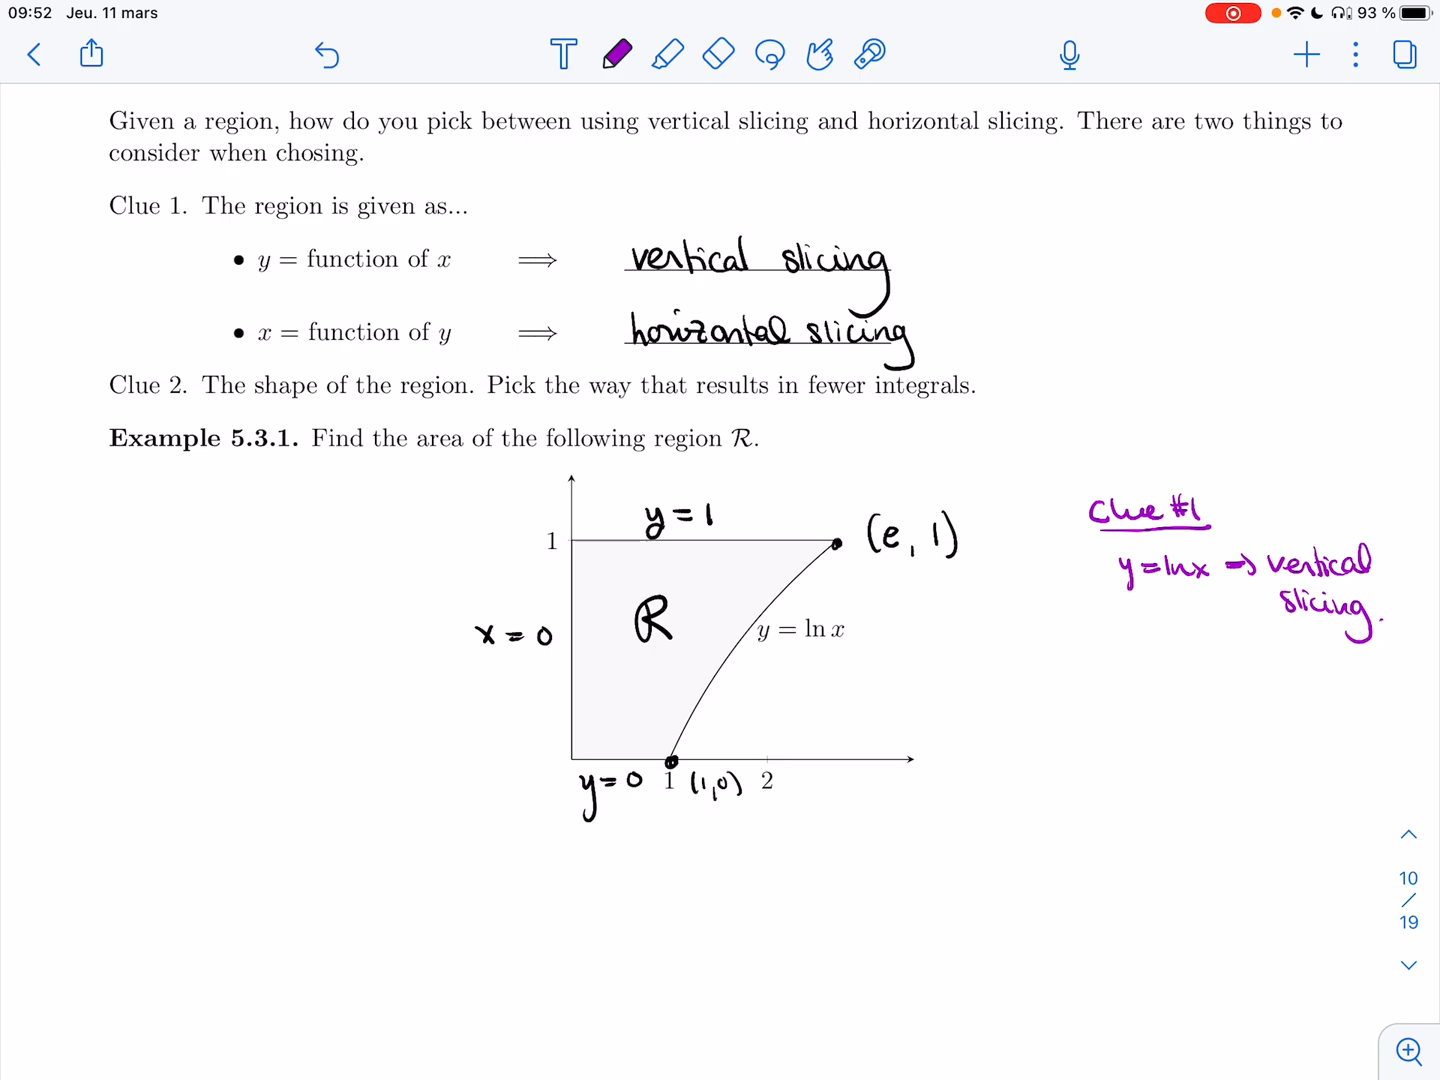 09:52 Jeu. 11 mars 93 %
Given a region, how do you pick between using vertical slicing and horizontal slicing. There are two things to
consider when chosing.
Clue 1. The region is given as...
• y = function of x ⟹ vertical slicing
• x = function of y ⟹ horizontal slicing
Clue 2. The shape of the region. Pick the way that results in fewer integrals.
Example 5.3.1. Find the area of the following region ℛ.
Clue #1
y = 1
1
(e, 1)
y = ln x ⇒ vertical
slicing.
R
x = 0
y = ln x
y = 0 1 (1,0) 2
10
/
19